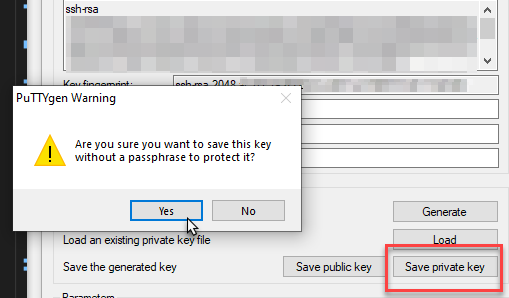 ssh-rsa
Key fingerprint: ssh-rsa 2048
PuTTYgen Warning
Are you sure you want to save this key
without a passphrase to protect it?
Yes
No
Generate
Load an existing private key file
Load
Save the generated key
Save public key
Save private key
Parameters